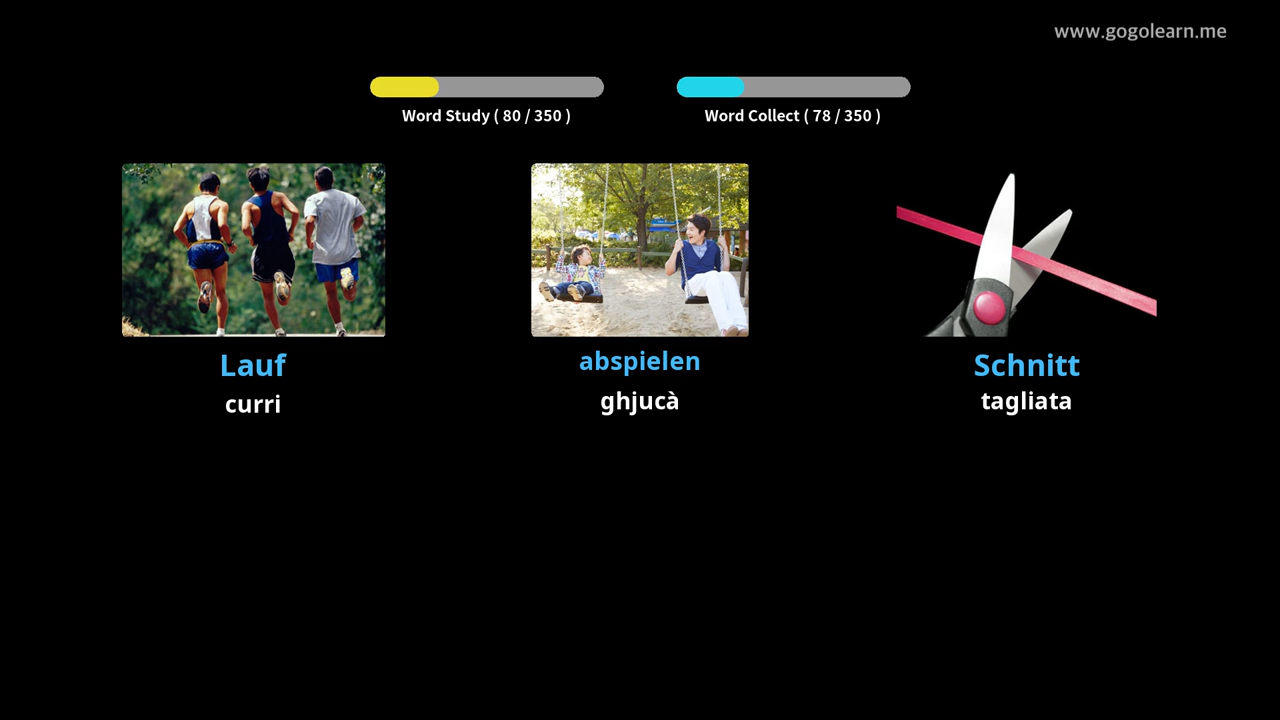 www.gogolearn.me
Word Study ( 80 / 350 )
Word Collect ( 78 / 350 )
Lauf
curri
abspielen
ghjucà
Schnitt
tagliata